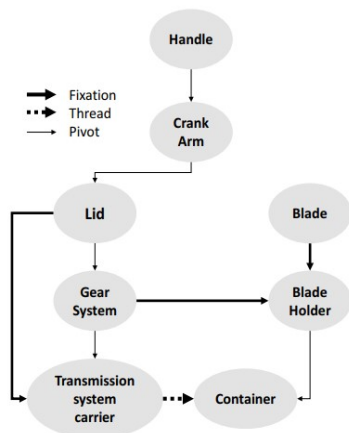 Handle
Fixation
Thread
Pivot
Crank
Arm
Lid
Blade
Gear
System
Blade
Holder
Transmission
system
carrier
Container